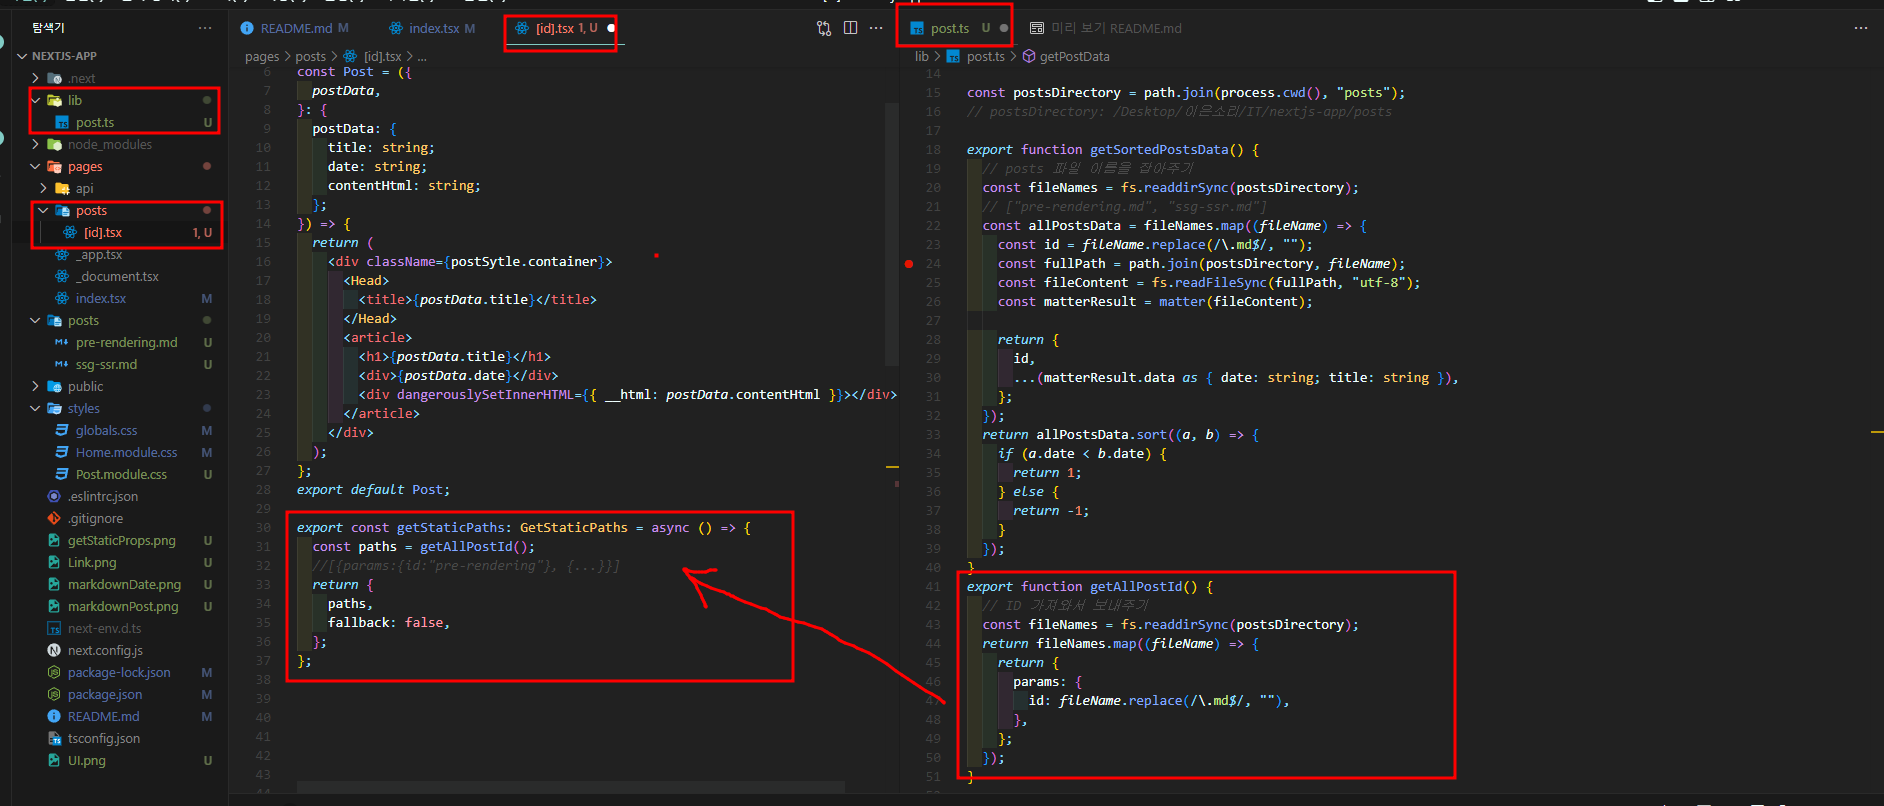 탐색기
NEXTJS-APP
.next
lib
post.ts U
node_modules
pages
api
posts
[id].tsx 1, U
_app.tsx
_document.tsx
index.tsx M
posts
pre-rendering.md U
ssg-ssr.md U
public
styles
globals.css M
Home.module.css M
Post.module.css U
.eslintrc.json
.gitignore
getStaticProps.png U
Link.png U
markdownDate.png U
markdownPost.png U
next-env.d.ts
next.config.js
package-lock.json M
package.json M
README.md M
tsconfig.json
UI.png U
README.md M
index.tsx M
[id].tsx 1, U
pages > posts > [id].tsx > ...
6 const Post = ({
7 postData,
8 }: {
9 postData: {
10 title: string;
11 date: string;
12 contentHtml: string;
13 };
14 }) => {
15 return (
16 <div className={postSytle.container}>
17 <Head>
18 <title>{postData.title}</title>
19 </Head>
20 <article>
21 <h1>{postData.title}</h1>
22 <div>{postData.date}</div>
23 <div dangerouslySetInnerHTML={{ __html: postData.contentHtml }}></div>
24 </article>
25 </div>
26 );
27 };
28 export default Post;
29
30 export const getStaticPaths: GetStaticPaths = async () => {
31 const paths = getAllPostId();
32 //[{params:{id:"pre-rendering"}, {...}}]
33 return {
34 paths,
35 fallback: false,
36 };
37 };
38
39
40
41
42
43
post.ts U
미리 보기 README.md
lib > post.ts > getPostData
14
15 const postsDirectory = path.join(process.cwd(), "posts");
16 // postsDirectory: /Desktop/이은소리/IT/nextjs-app/posts
17
18 export function getSortedPostsData() {
19 // posts 파일 이름을 잡아주기
20 const fileNames = fs.readdirSync(postsDirectory);
21 // ["pre-rendering.md", "ssg-ssr.md"]
22 const allPostsData = fileNames.map((fileName) => {
23 const id = fileName.replace(/\.md$/, "");
24 const fullPath = path.join(postsDirectory, fileName);
25 const fileContent = fs.readFileSync(fullPath, "utf-8");
26 const matterResult = matter(fileContent);
27
28 return {
29 id,
30 ...(matterResult.data as { date: string; title: string }),
31 };
32 });
33 return allPostsData.sort((a, b) => {
34 if (a.date < b.date) {
35 return 1;
36 } else {
37 return -1;
38 }
39 });
40 }
41 export function getAllPostId() {
42 // ID 가져와서 보내주기
43 const fileNames = fs.readdirSync(postsDirectory);
44 return fileNames.map((fileName) => {
45 return {
46 params: {
47 id: fileName.replace(/\.md$/, ""),
48 },
49 };
50 });
51 }